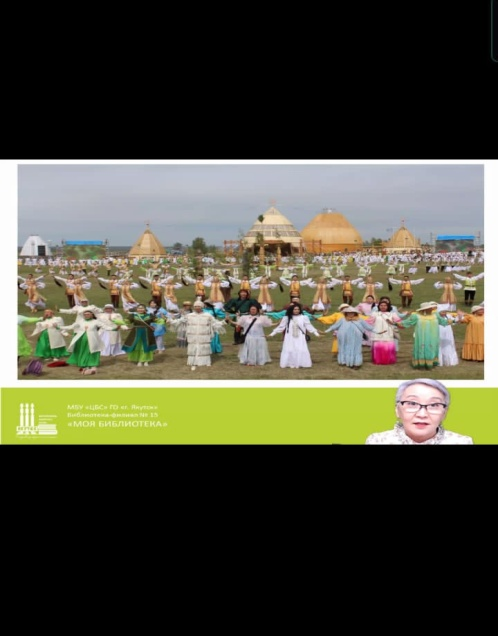 МБУ «ЦБС» ГО «г. Якутск»
Библиотека-филиал № 15
«МОЯ БИБЛИОТЕКА»